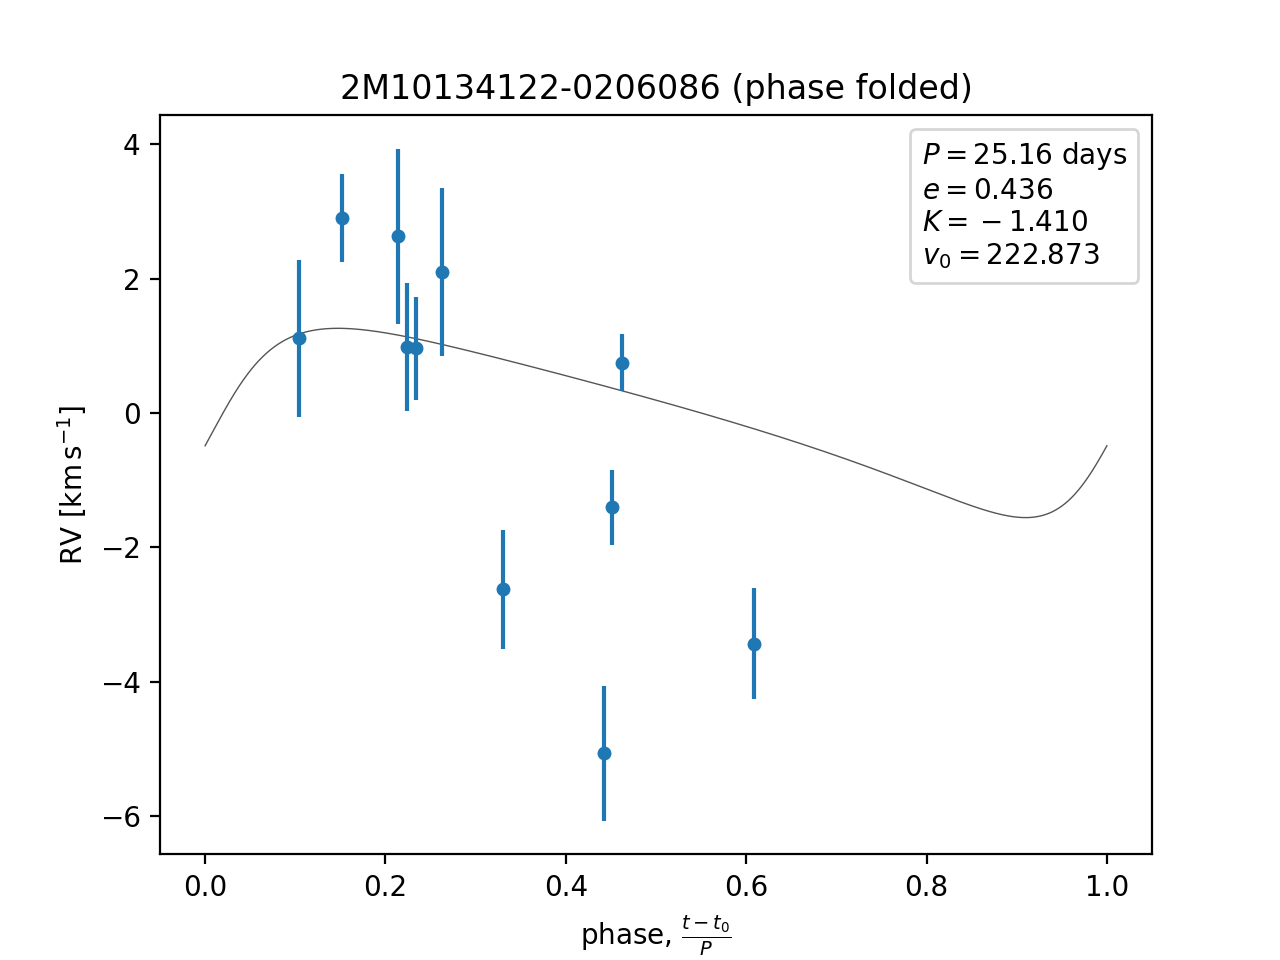 2M10134122-0206086 (phase folded)
P = 25.16 days
e = 0.436
K = −1.410
v₀ = 222.873
4
2
0
−2
−4
−6
RV [km s⁻¹]
0.0 0.2 0.4 0.6 0.8 1.0
phase, (t − t₀)/P